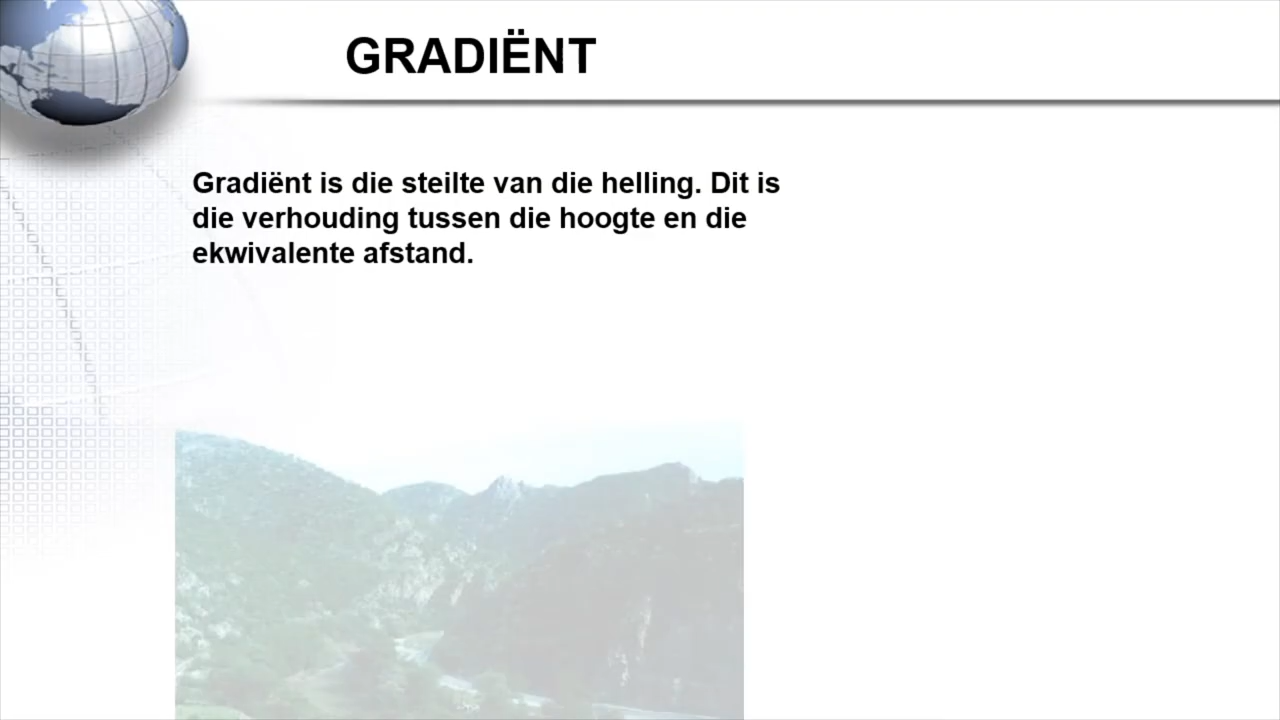 GRADIËNT
Gradiënt is die steilte van die helling. Dit is
die verhouding tussen die hoogte en die
ekwivalente afstand.